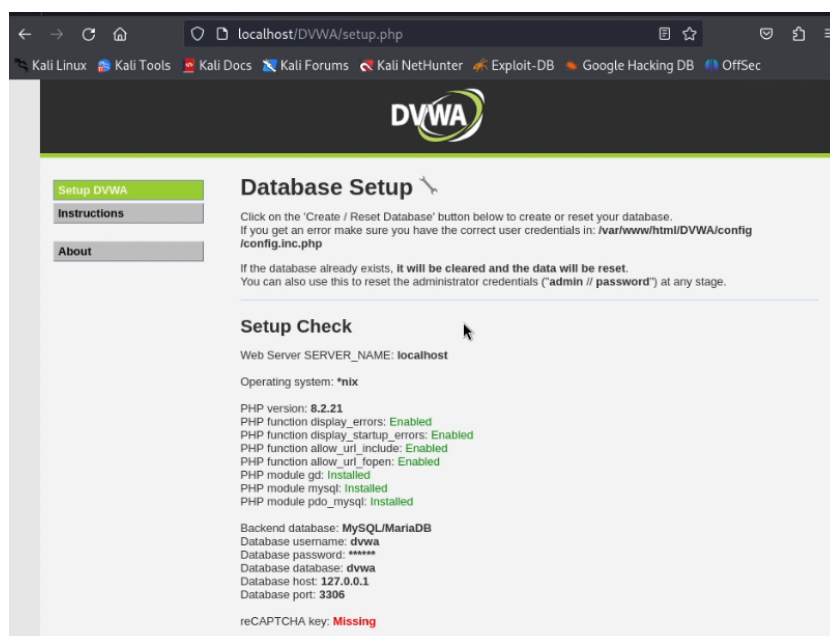 localhost/DVWA/setup.php
Kali Linux Kali Tools Kali Docs Kali Forums Kali NetHunter Exploit-DB Google Hacking DB OffSec
DVWA
Setup DVWA
Instructions
About
Database Setup
Click on the 'Create / Reset Database' button below to create or reset your database.
If you get an error make sure you have the correct user credentials in: /var/www/html/DVWA/config
/config.inc.php
If the database already exists, it will be cleared and the data will be reset.
You can also use this to reset the administrator credentials ("admin // password") at any stage.
Setup Check
Web Server SERVER_NAME: localhost
Operating system: *nix
PHP version: 8.2.21
PHP function display_errors: Enabled
PHP function display_startup_errors: Enabled
PHP function allow_url_include: Enabled
PHP function allow_url_fopen: Enabled
PHP module gd: Installed
PHP module mysql: Installed
PHP module pdo_mysql: Installed
Backend database: MySQL/MariaDB
Database username: dvwa
Database password: ******
Database database: dvwa
Database host: 127.0.0.1
Database port: 3306
reCAPTCHA key: Missing